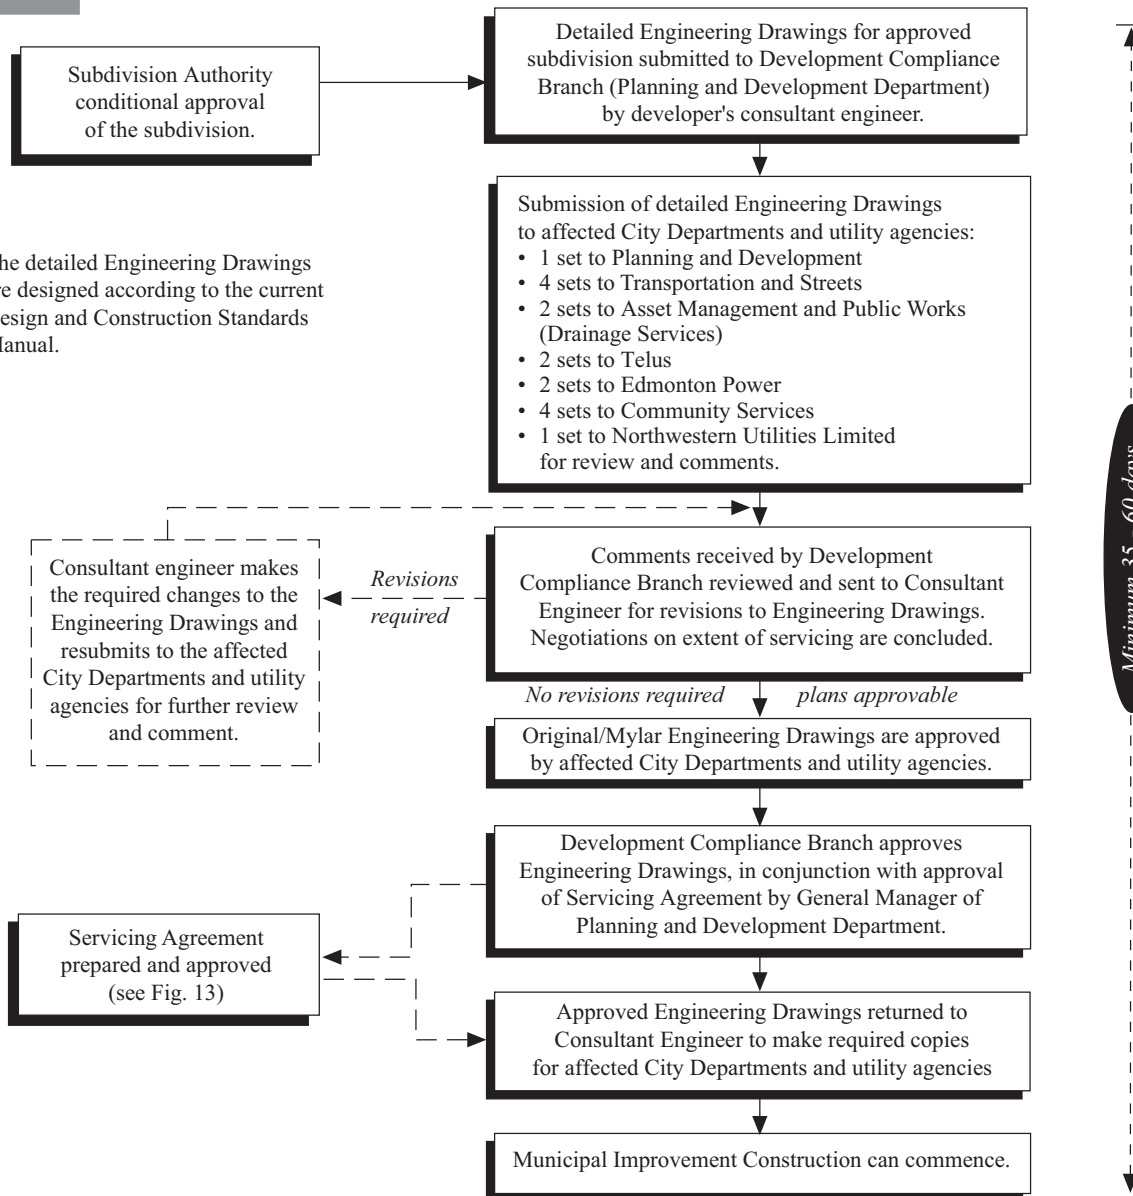 Subdivision Authority
conditional approval
of the subdivision.
Detailed Engineering Drawings for approved
subdivision submitted to Development Compliance
Branch (Planning and Development Department)
by developer's consultant engineer.
he detailed Engineering Drawings
re designed according to the current
esign and Construction Standards
Manual.
Submission of detailed Engineering Drawings
to affected City Departments and utility agencies:
• 1 set to Planning and Development
• 4 sets to Transportation and Streets
• 2 sets to Asset Management and Public Works
(Drainage Services)
• 2 sets to Telus
• 2 sets to Edmonton Power
• 4 sets to Community Services
• 1 set to Northwestern Utilities Limited
for review and comments.
Comments received by Development
Compliance Branch reviewed and sent to Consultant
Engineer for revisions to Engineering Drawings.
Negotiations on extent of servicing are concluded.
Revisions
required
Consultant engineer makes
the required changes to the
Engineering Drawings and
resubmits to the affected
City Departments and utility
agencies for further review
and comment.
No revisions required plans approvable
Original/Mylar Engineering Drawings are approved
by affected City Departments and utility agencies.
Development Compliance Branch approves
Engineering Drawings, in conjunction with approval
of Servicing Agreement by General Manager of
Planning and Development Department.
Servicing Agreement
prepared and approved
(see Fig. 13)
Approved Engineering Drawings returned to
Consultant Engineer to make required copies
for affected City Departments and utility agencies
Municipal Improvement Construction can commence.
Minimum 35 - 60 days